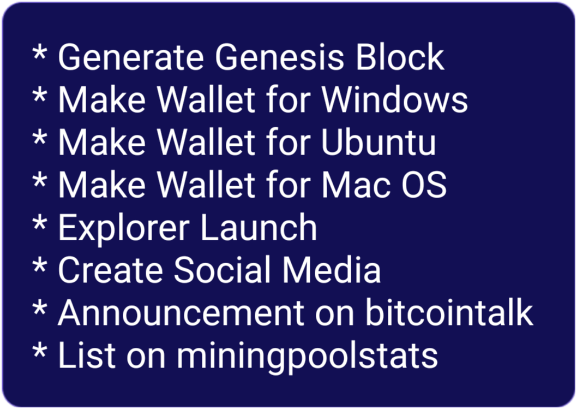 * Generate Genesis Block
* Make Wallet for Windows
* Make Wallet for Ubuntu
* Make Wallet for Mac OS
* Explorer Launch
* Create Social Media
* Announcement on bitcointalk
* List on miningpoolstats